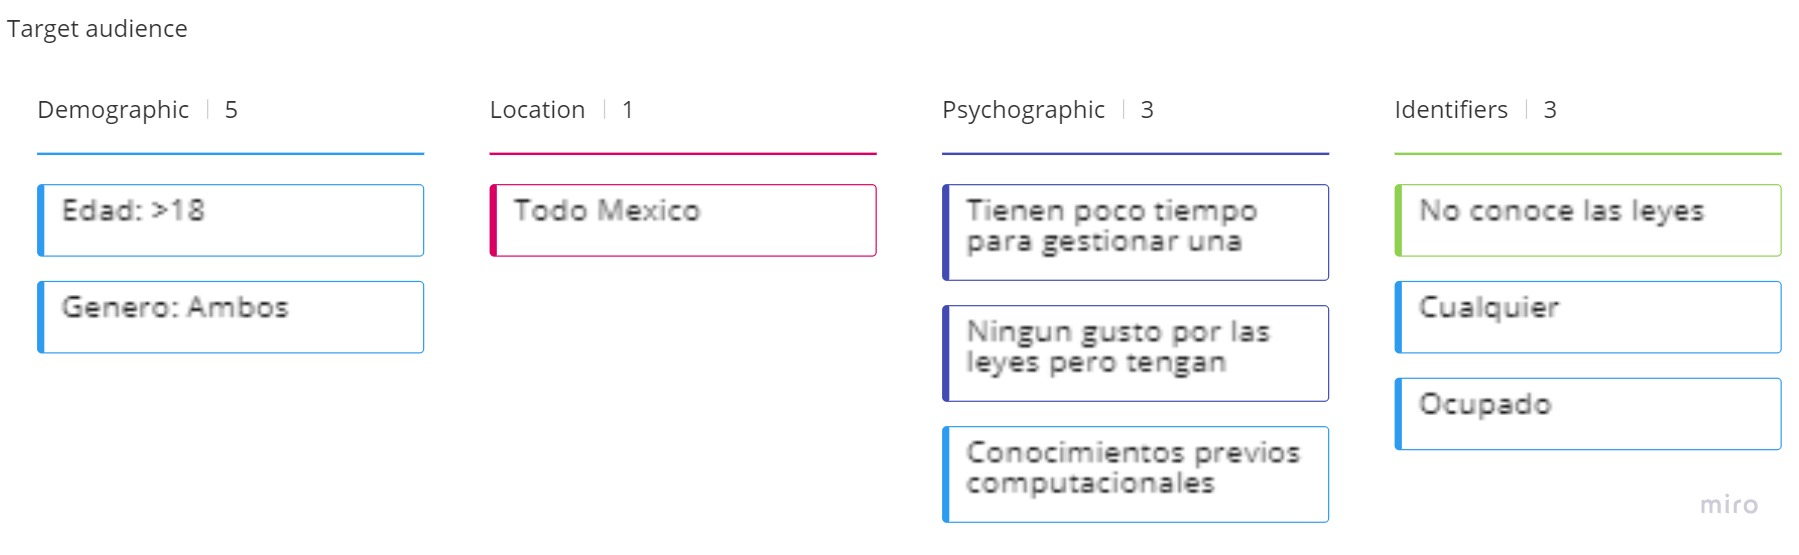 Target audience
Demographic | 5
Edad: >18
Genero: Ambos
Location | 1
Todo Mexico
Psychographic | 3
Tienen poco tiempo
para gestionar una
Ningun gusto por las
leyes pero tengan
Conocimientos previos
computacionales
Identifiers | 3
No conoce las leyes
Cualquier
Ocupado
miro